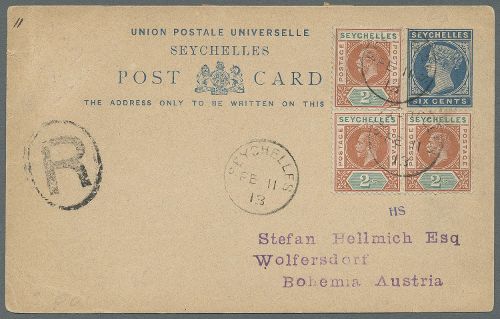 "
UNION POSTALE UNIVERSELLE
SEYCHELLES
POST CARD
THE ADDRESS ONLY TO BE WRITTEN ON THIS
SEYCHELLES
SIX CENTS
POSTAGE SEYCHELLES POSTAGE
2c
POSTAGE SEYCHELLES POSTAGE
2c
POSTAGE SEYCHELLES POSTAGE
2c
R
SEYCHELLES
FE 11
13
13
HS
Stefan Hellmich Esq
Wolfersdorf
Bohemia Austria